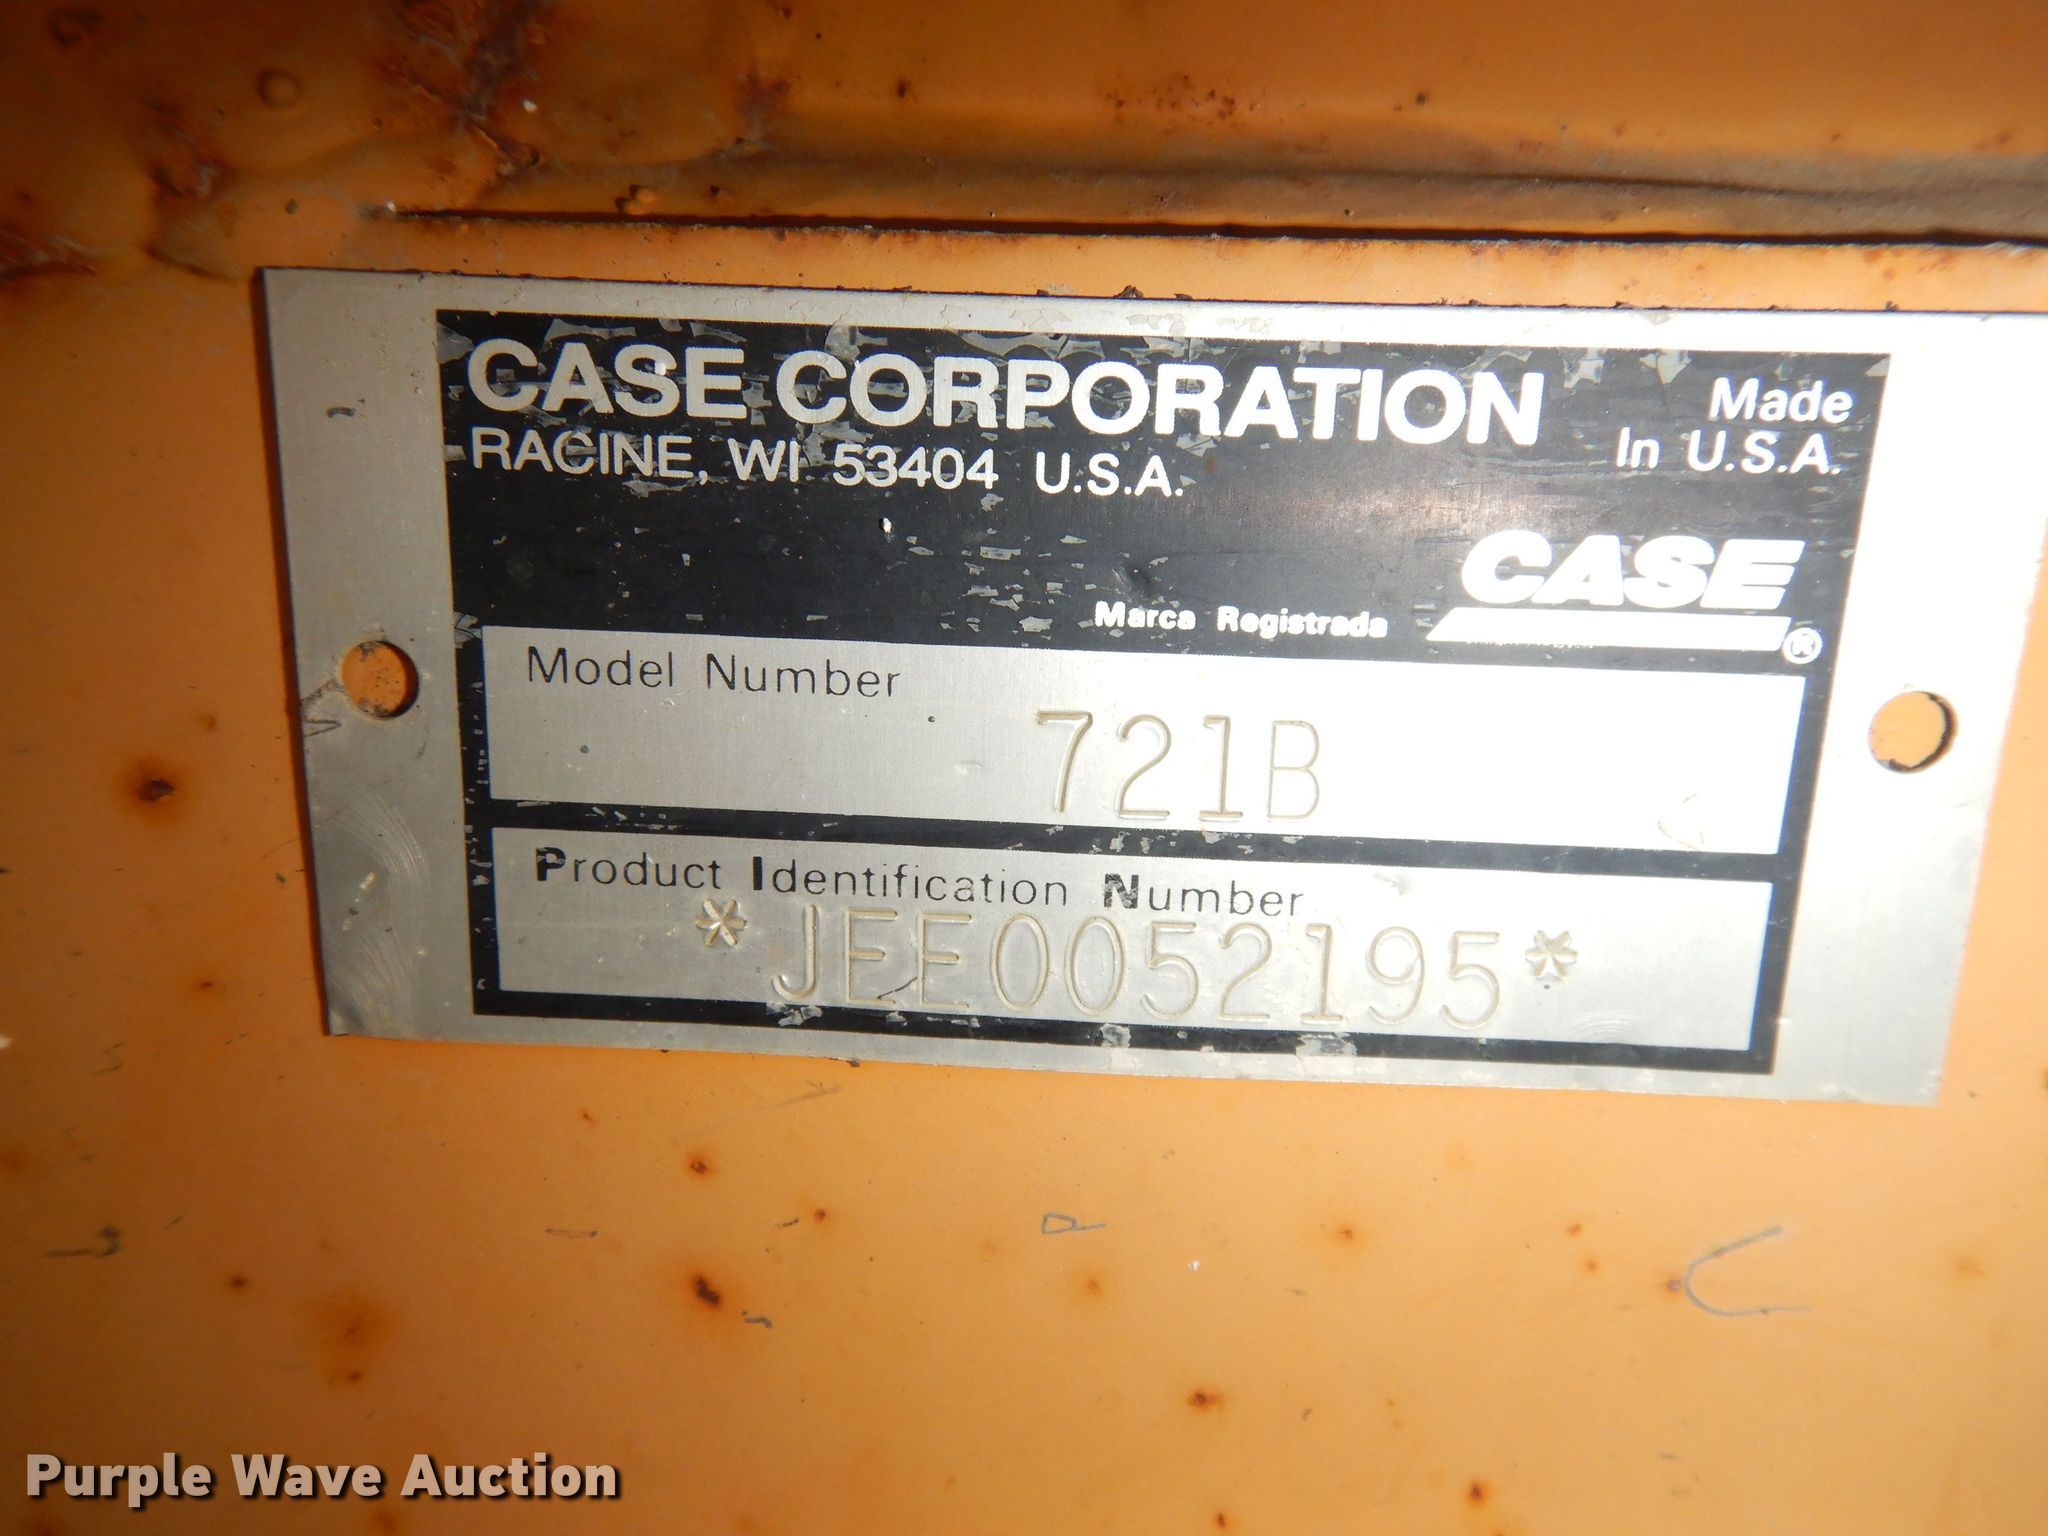 CASE CORPORATION
RACINE, WI 53404 U.S.A.
Made
In U.S.A.
CASE
Marca Registrada ®
Model Number
721B
Product Identification Number
*JEE0052195*
Purple Wave Auction